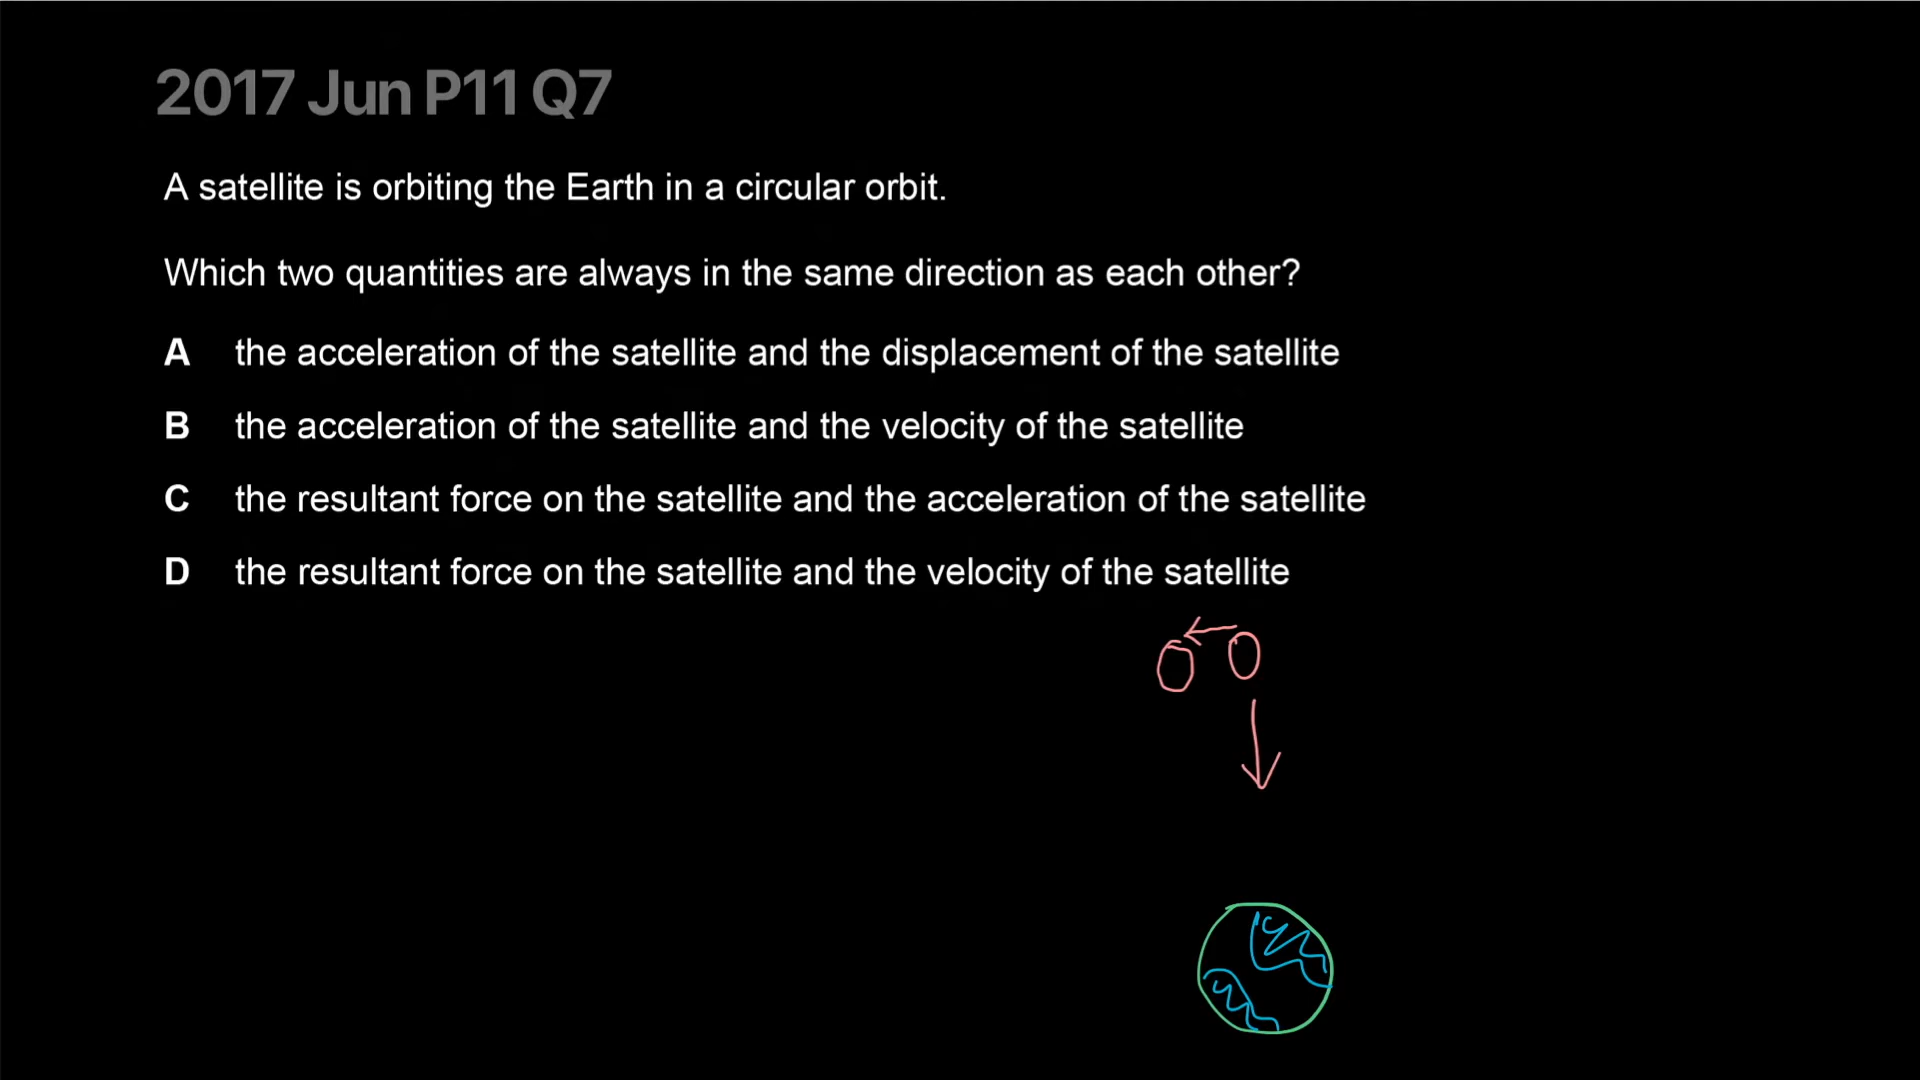 2017 Jun P11 Q7
A satellite is orbiting the Earth in a circular orbit.
Which two quantities are always in the same direction as each other?
A the acceleration of the satellite and the displacement of the satellite
B the acceleration of the satellite and the velocity of the satellite
C the resultant force on the satellite and the acceleration of the satellite
D the resultant force on the satellite and the velocity of the satellite